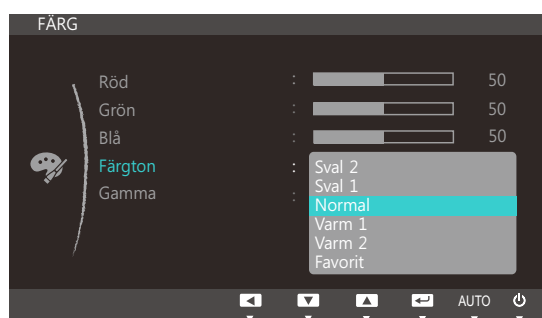 FÄRG
Röd : 50
Grön : 50
Blå : 50
Färgton : Sval 2
Sval 1
Gamma :
Normal
Varm 1
Varm 2
Favorit
AUTO